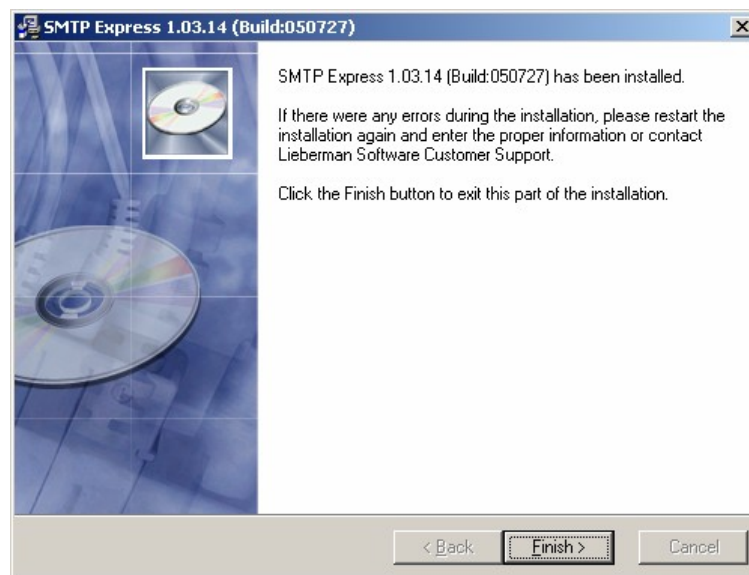 SMTP Express 1.03.14 (Build:050727)
SMTP Express 1.03.14 (Build:050727) has been installed.
If there were any errors during the installation, please restart the
installation again and enter the proper information or contact
Lieberman Software Customer Support.
Click the Finish button to exit this part of the installation.
< Back
Finish >
Cancel